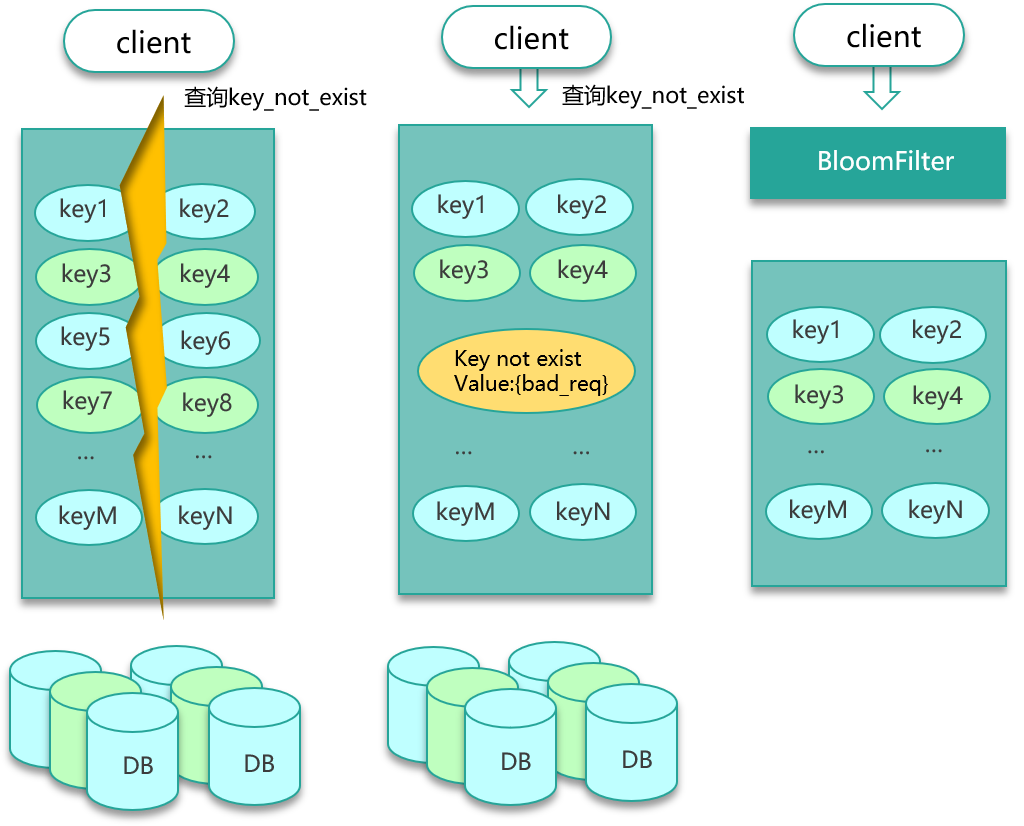 client
查询key_not_exist
key1
key2
key3
key4
key5
key6
key7
key8
...
...
keyM
keyN
DB
DB
client
查询key_not_exist
key1
key2
key3
key4
Key not exist
Value:{bad_req}
...
...
keyM
keyN
DB
DB
client
BloomFilter
key1
key2
key3
key4
...
...
keyM
keyN